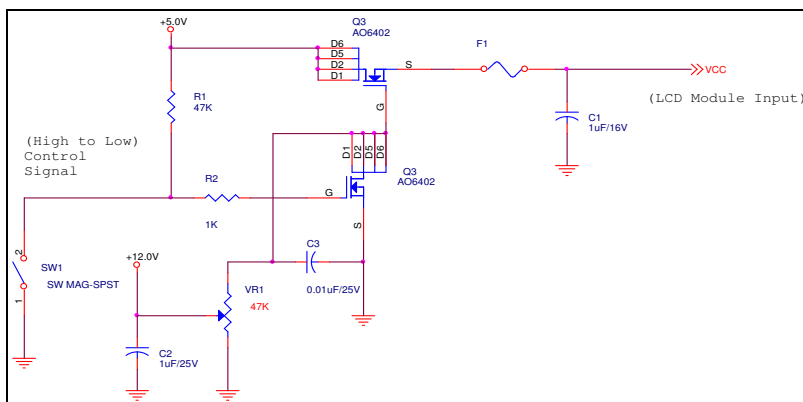 Q3
AO6402
+5.0V
D6
D5
D2
D1
S
G
F1
VCC
(LCD Module Input)
C1
1uF/16V
R1
47K
(High to Low)
Control
Signal
R2
1K
D1
D2
D5
D6
G
S
Q3
AO6402
2
1
SW1
SW MAG-SPST
+12.0V
C3
0.01uF/25V
VR1
47K
C2
1uF/25V